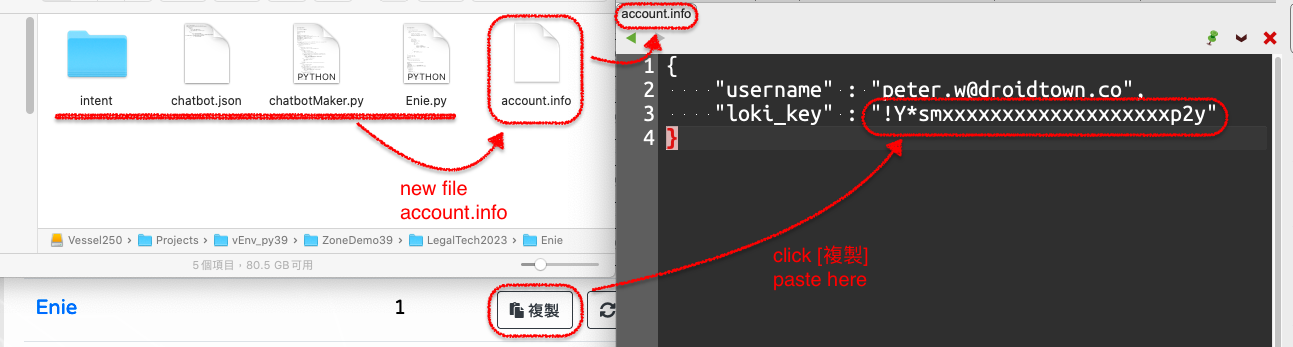 PYTHON
PYTHON
intent
chatbot.json
chatbotMaker.py
Enie.py
account.info
new file
account.info
Vessel250 › Projects › vEnv_py39 › ZoneDemo39 › LegalTech2023 › Enie
5個項目，80.5 GB可用
Enie
1
複製
account.info
1 {
2 "username" : "peter.w@droidtown.co",
3 "loki_key" : "!Y*smxxxxxxxxxxxxxxxxxxxp2y"
4 }
click [複製]
paste here